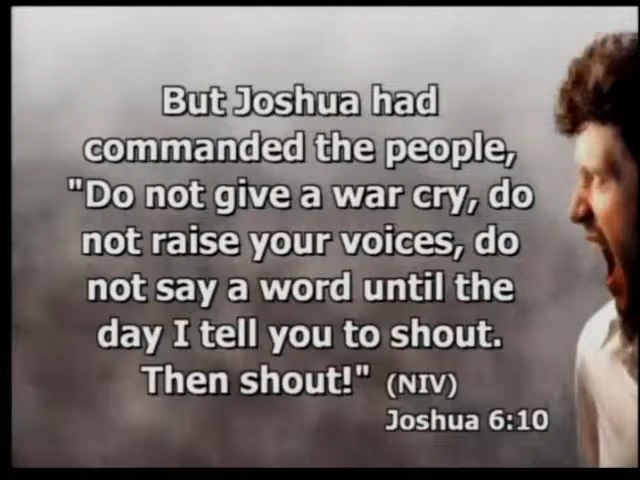 But Joshua had
commanded the people,
"Do not give a war cry, do
not raise your voices, do
not say a word until the
day I tell you to shout.
Then shout!" (NIV)
Joshua 6:10